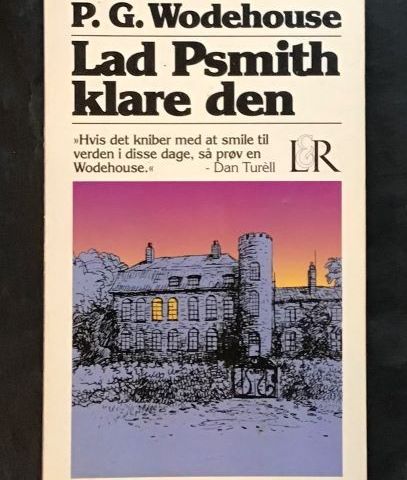 P. G. Wodehouse
Lad Psmith
klare den
»Hvis det kniber med at smile til
verden i disse dage, så prøv en
Wodehouse.« - Dan Turèll
L&R